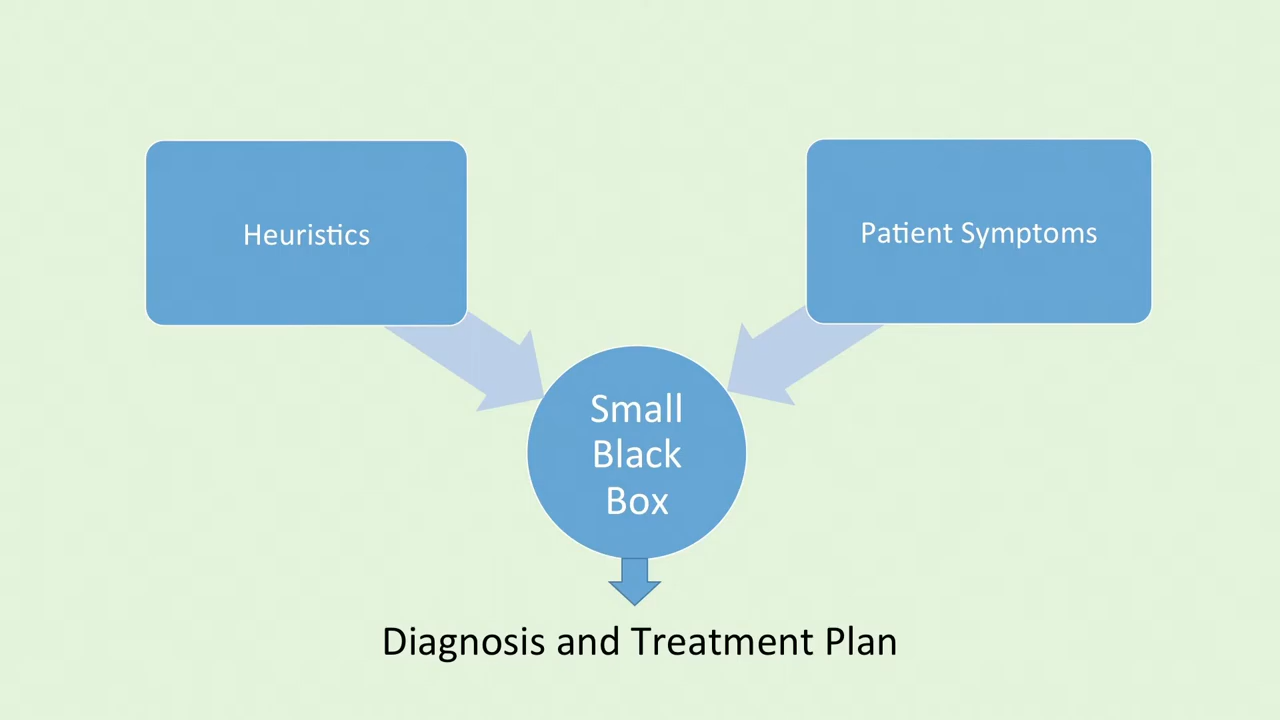 Heuristics
Patient Symptoms
Small
Black
Box
Diagnosis and Treatment Plan